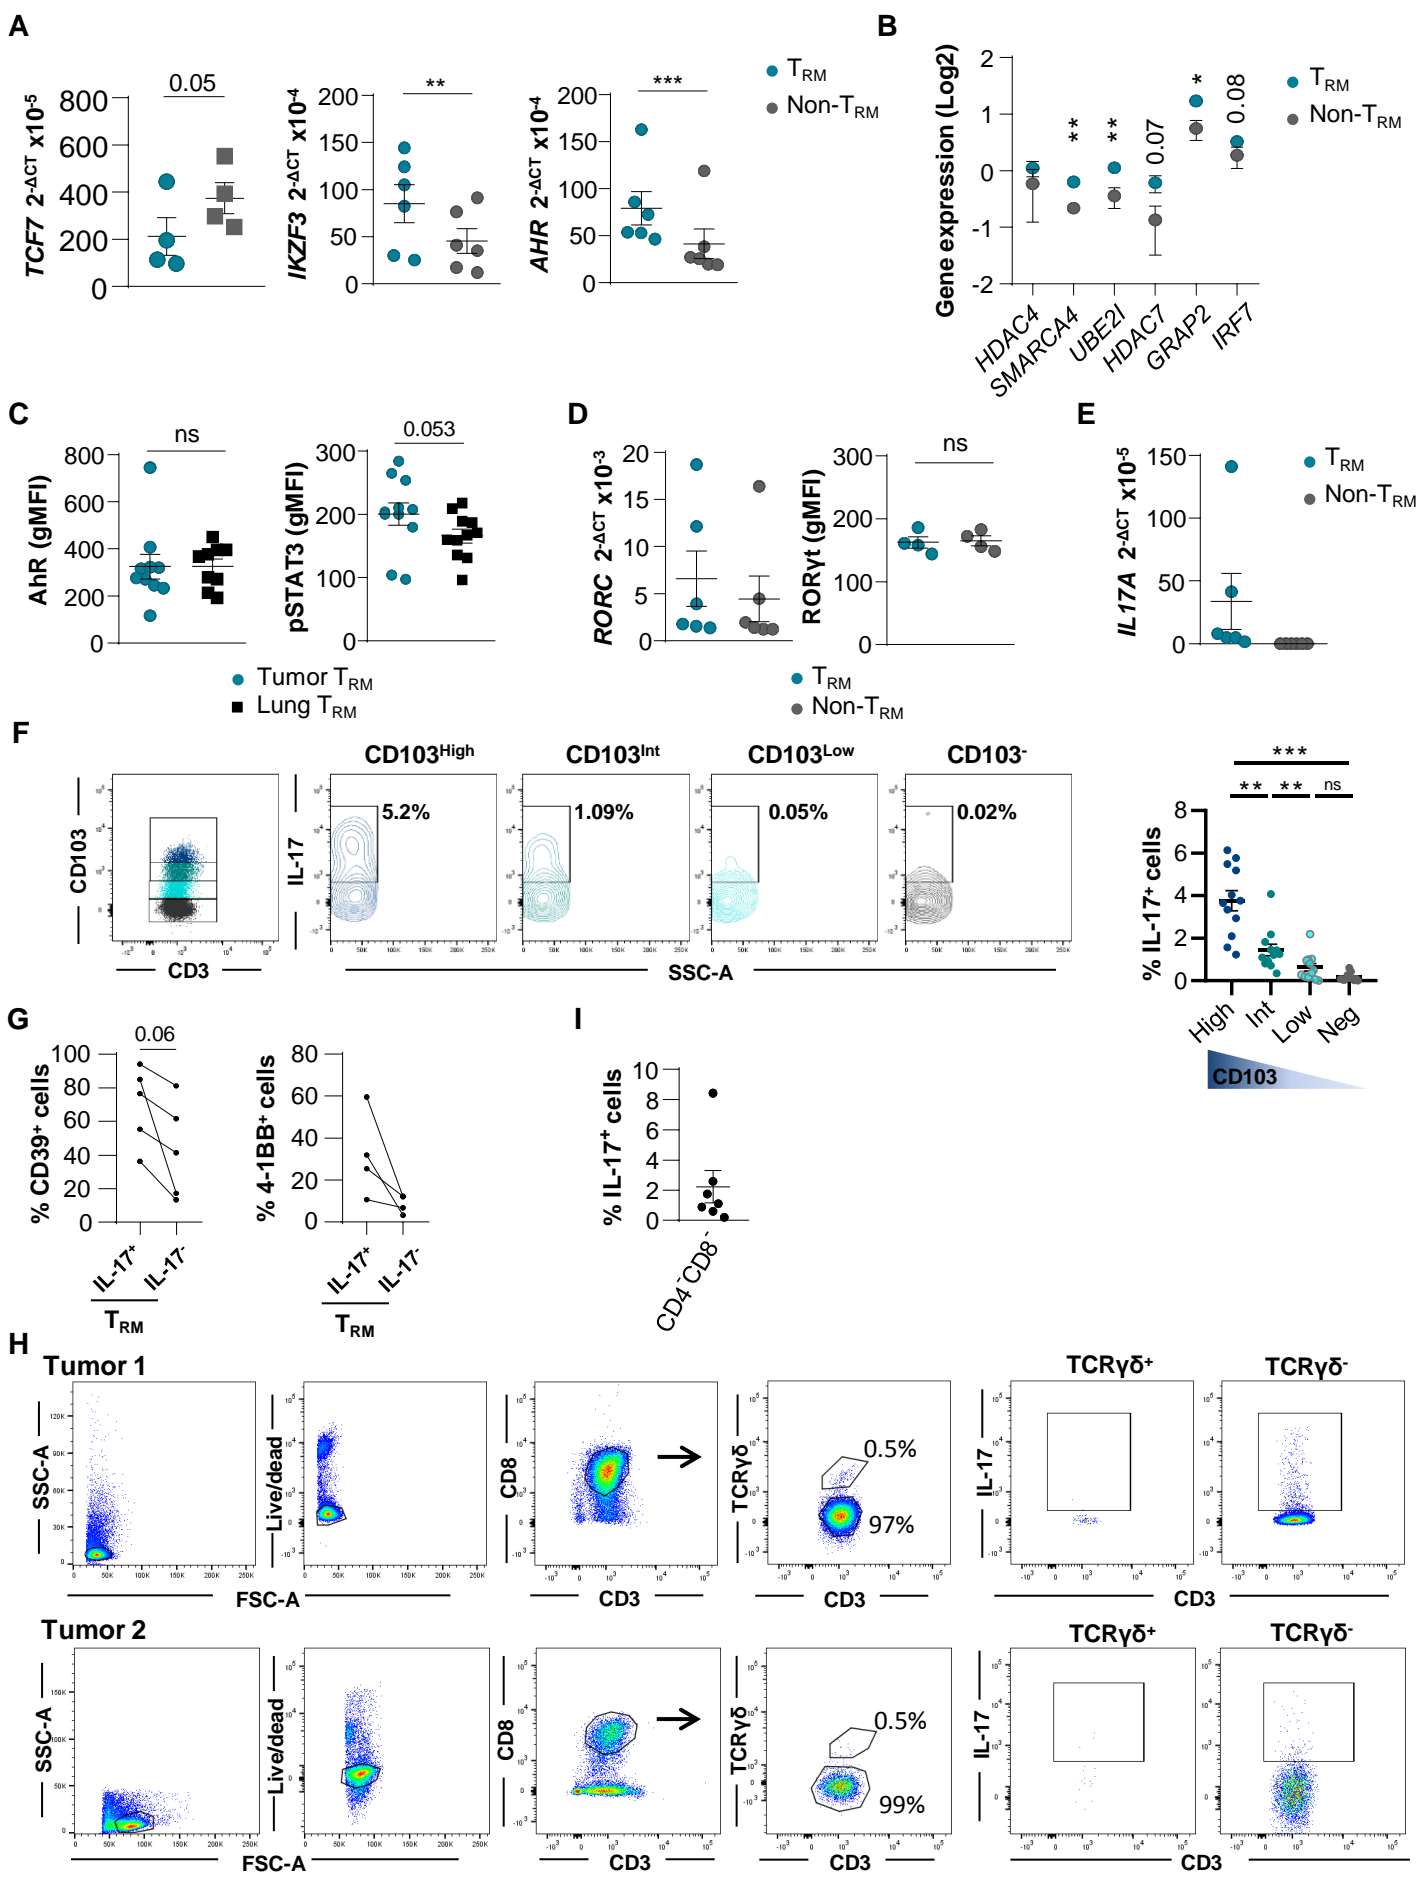 A
TCF7 2-ΔCT x10-5
800
600
400
200
0
0.05
IKZF3 2-ΔCT x10-4
200
150
100
50
0
**
AHR 2-ΔCT x10-4
200
150
100
50
0
***
TRM
Non-TRM
B
Gene expression (Log2)
2
1
0
-1
-2
**
**
0.07
*
0.08
HDAC4
SMARCA4
UBE2I
HDAC7
GRAP2
IRF7
TRM
Non-TRM
C
AhR (gMFI)
800
600
400
200
0
ns
pSTAT3 (gMFI)
300
200
100
0
0.053
Tumor TRM
Lung TRM
D
RORC 2-ΔCT x10-3
20
15
10
5
0
RORγt (gMFI)
300
200
100
0
ns
TRM
Non-TRM
E
IL17A 2-ΔCT x10-5
150
100
50
0
TRM
Non-TRM
F
CD103
CD3
IL-17
CD103High
CD103Int
CD103Low
CD103-
5.2%
1.09%
0.05%
0.02%
SSC-A
% IL-17+ cells
8
6
4
2
0
***
** ** ns
High
Int
Low
Neg
CD103
G
% CD39+ cells
100
80
60
40
20
0
0.06
IL-17+
IL-17-
TRM
% 4-1BB+ cells
80
60
40
20
0
IL-17+
IL-17-
TRM
I
% IL-17+ cells
10
8
6
4
2
0
CD4-CD8-
H
Tumor 1
SSC-A
Live/dead
FSC-A
CD8
CD3
TCRγδ
0.5%
97%
CD3
TCRγδ+
TCRγδ-
IL-17
CD3
Tumor 2
SSC-A
Live/dead
FSC-A
CD8
CD3
TCRγδ
0.5%
99%
CD3
TCRγδ+
TCRγδ-
IL-17
CD3